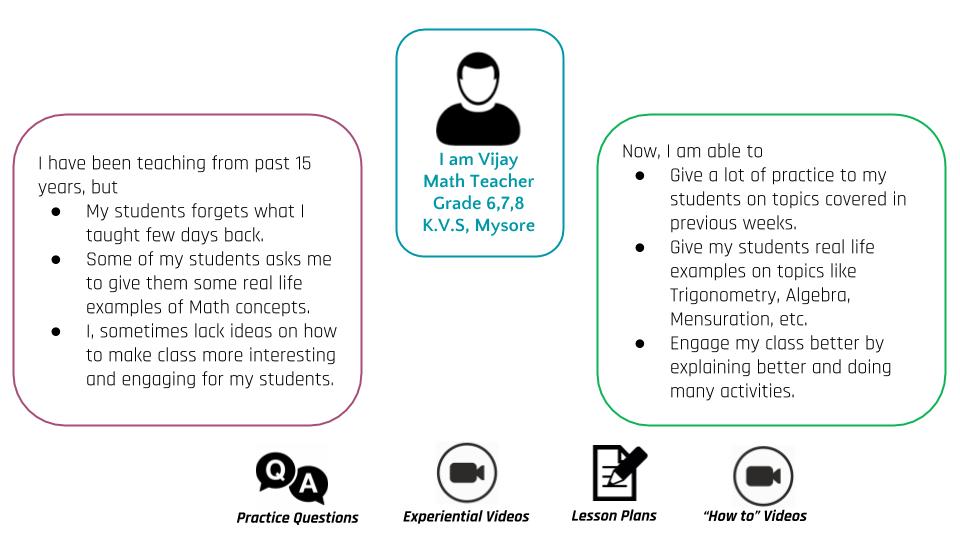 I am Vijay
Math Teacher
Grade 6,7,8
K.V.S, Mysore
I have been teaching from past 15
years, but
● My students forgets what I
taught few days back.
● Some of my students asks me
to give them some real life
examples of Math concepts.
● I, sometimes lack ideas on how
to make class more interesting
and engaging for my students.
Now, I am able to
● Give a lot of practice to my
students on topics covered in
previous weeks.
● Give my students real life
examples on topics like
Trigonometry, Algebra,
Mensuration, etc.
● Engage my class better by
explaining better and doing
many activities.
Q A
Practice Questions
Experiential Videos
Lesson Plans
“How to” Videos